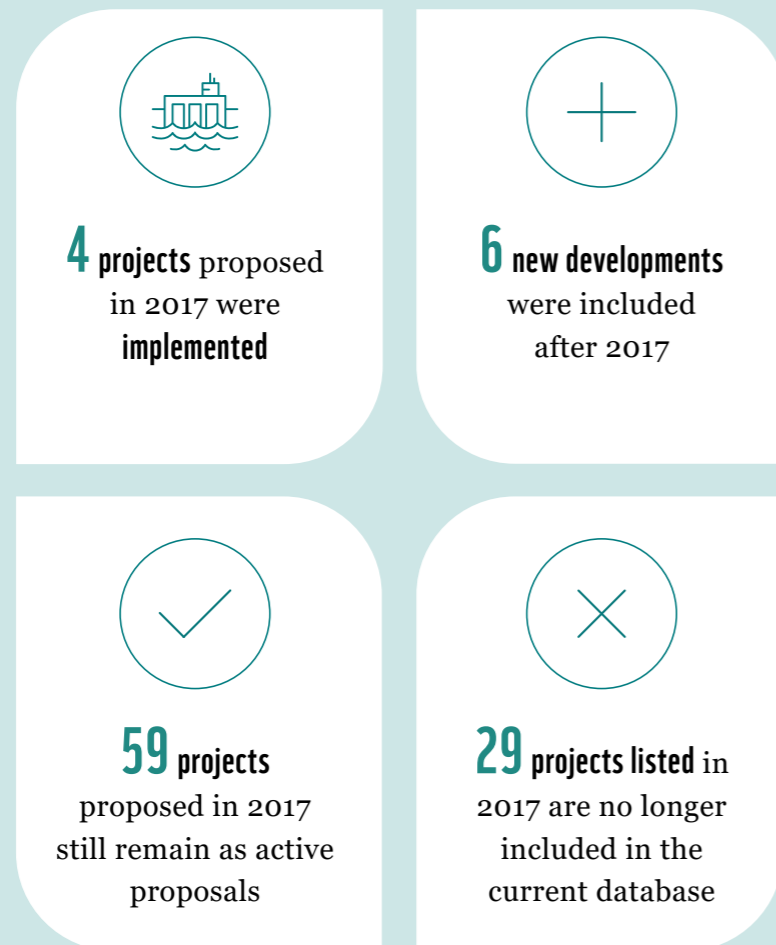 4 projects proposed
in 2017 were
implemented
6 new developments
were included
after 2017
59 projects
proposed in 2017
still remain as active
proposals
29 projects listed in
2017 are no longer
included in the
current database